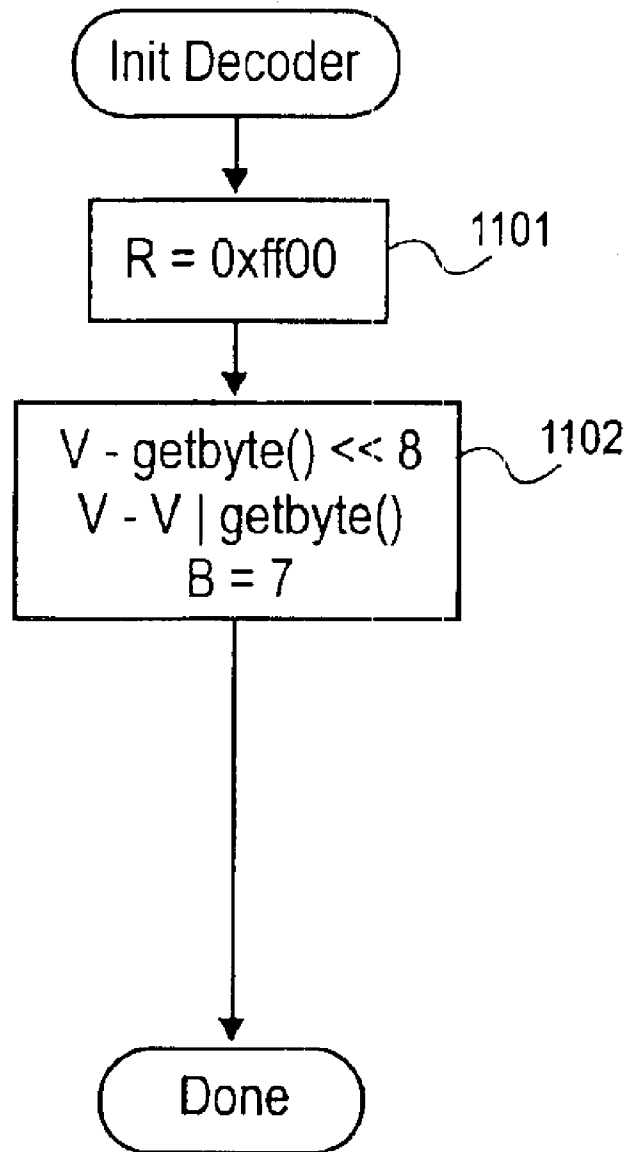 Init Decoder
R = 0xff00
1101
V - getbyte() << 8
V - V | getbyte()
B = 7
1102
Done